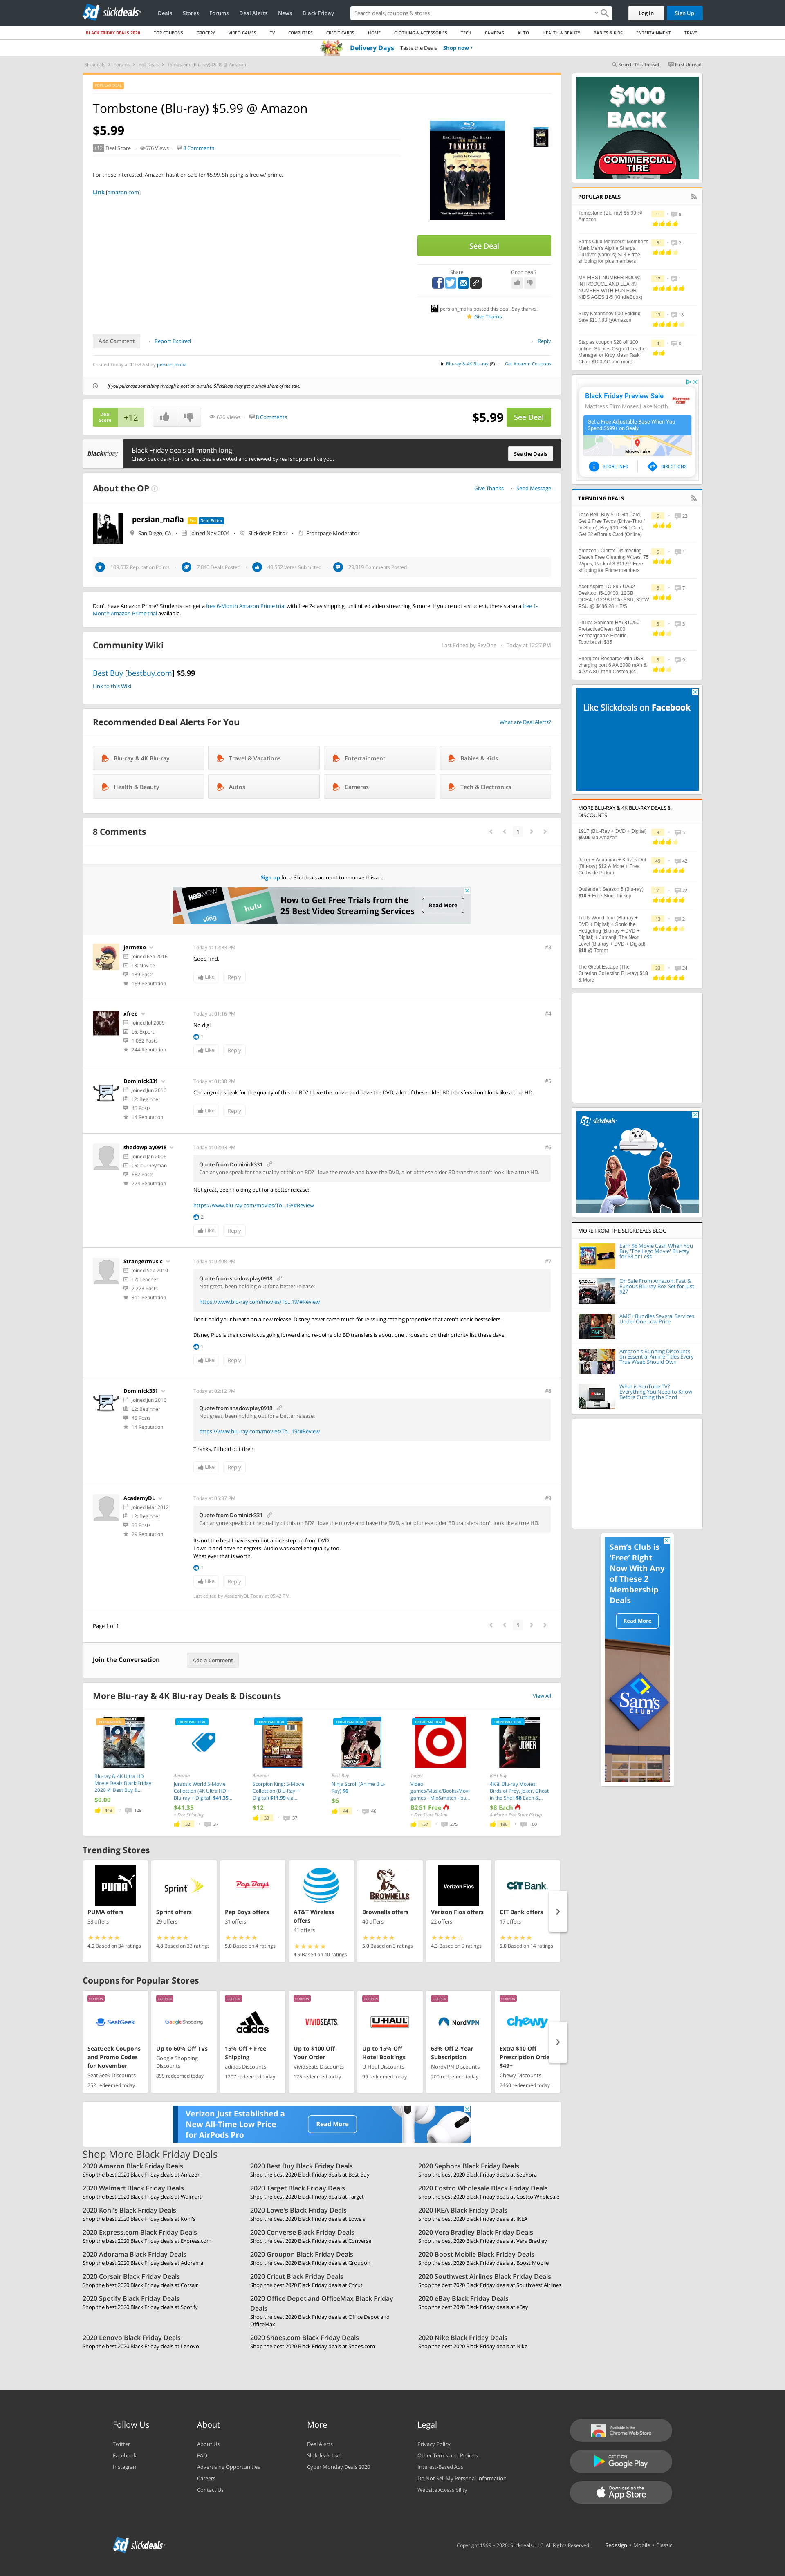 slickdeals
Deals Stores Forums Deal Alerts News Black Friday
Search deals, coupons & stores
Log In Sign Up
BLACK FRIDAY DEALS 2020 TOP COUPONS GROCERY VIDEO GAMES TV COMPUTERS CREDIT CARDS HOME CLOTHING & ACCESSORIES TECH CAMERAS AUTO HEALTH & BEAUTY BABIES & KIDS ENTERTAINMENT TRAVEL
Delivery Days Taste the Deals Shop now
Slickdeals Forums Hot Deals Tombstone (Blu-ray) $5.99 @ Amazon
Search This Thread Find Unread
Tombstone (Blu-ray) $5.99 @ Amazon
$5.99
+12 Deal Score 676 Views 8 Comments
For those interested, Amazon has it on sale for $5.99. Shipping is free w/ prime.
Link [amazon.com]
See Deal
Share Good deal?
persian_mafia posted this deal. Say thanks!
Give Thanks
Add Comment Report Expired Reply
Created Today at 11:58 AM by persian_mafia
in Blu-ray & 4K Blu-ray (8) Get Amazon Coupons
If you purchase something through a post on our site, Slickdeals may get a small share of the sale.
Deal Score +12 676 Views 8 Comments $5.99 See Deal
blackfriday
Black Friday deals all month long!
Check back daily for the best deals as voted and reviewed by real shoppers like you.
See the Deals
About the OP Give Thanks Send Message
persian_mafia Pro Deal Editor
San Diego, CA Joined Nov 2004 Slickdeals Editor Frontpage Moderator
109,632 Reputation Points 7,840 Deals Posted 40,552 Votes Submitted 29,319 Comments Posted
Don't have Amazon Prime? Students can get a free 6-Month Amazon Prime trial with free 2-day shipping, unlimited video streaming & more. If you're not a student, there's also a free 1-
Month Amazon Prime trial available.
Community Wiki Last Edited by RevOne Today at 12:27 PM
Best Buy [bestbuy.com] $5.99
Link to this Wiki
Recommended Deal Alerts For You What are Deal Alerts?
Blu-ray & 4K Blu-ray Travel & Vacations Entertainment Babies & Kids
Health & Beauty Autos Cameras Tech & Electronics
8 Comments 1
Sign up for a Slickdeals account to remove this ad.
HBO NOW sling hulu
How to Get Free Trials from the
25 Best Video Streaming Services
Read More
jermexo Today at 12:33 PM #3
Joined Feb 2016
L3: Novice
139 Posts
169 Reputation
Good find.
Like Reply
xfree Today at 01:16 PM #4
Joined Jul 2009
L6: Expert
1,052 Posts
244 Reputation
No digi
1
Like Reply
Dominick331 Today at 01:38 PM #5
Joined Jun 2016
L2: Beginner
45 Posts
14 Reputation
Can anyone speak for the quality of this on BD? I love the movie and have the DVD, a lot of these older BD transfers don't look like a true HD.
Like Reply
shadowplay0918 Today at 02:03 PM #6
Joined Jan 2006
L5: Journeyman
662 Posts
224 Reputation
Quote from Dominick331
Can anyone speak for the quality of this on BD? I love the movie and have the DVD, a lot of these older BD transfers don't look like a true HD.
Not great, been holding out for a better release:
https://www.blu-ray.com/movies/To...19/#Review
2
Like Reply
Strangermusic Today at 02:08 PM #7
Joined Sep 2010
L7: Teacher
2,223 Posts
311 Reputation
Quote from shadowplay0918
Not great, been holding out for a better release:
https://www.blu-ray.com/movies/To...19/#Review
Don't hold your breath on a new release. Disney never cared much for reissuing catalog properties that aren't iconic bestsellers.
Disney Plus is their core focus going forward and re-doing old BD transfers is about one thousand on their priority list these days.
1
Like Reply
Dominick331 Today at 02:12 PM #8
Joined Jun 2016
L2: Beginner
45 Posts
14 Reputation
Quote from shadowplay0918
Not great, been holding out for a better release:
https://www.blu-ray.com/movies/To...19/#Review
Thanks, I'll hold out then.
Like Reply
AcademyDL Today at 05:37 PM #9
Joined Mar 2012
L2: Beginner
33 Posts
29 Reputation
Quote from Dominick331
Can anyone speak for the quality of this on BD? I love the movie and have the DVD, a lot of these older BD transfers don't look like a true HD.
Its not the best I have seen but a nice step up from DVD.
I own it and have no regrets. Audio was excellent quality too.
What ever that is worth.
1
Like Reply
Last edited by AcademyDL Today at 05:42 PM
Page 1 of 1 1
Join the Conversation Add a Comment
More Blu-ray & 4K Blu-ray Deals & Discounts View All
Blu-ray & 4K Ultra HD Movie Deals Black Friday 2020 @ Best Buy &...
$0.00
448 129
Amazon
Jurassic World 5-Movie Collection (4K Ultra HD + Blu-ray + Digital) $41.35...
$41.35
+ Free Shipping
52 37
Amazon
Scorpion King: 5-Movie Collection (Blu-Ray + Digital) $11.99 via...
$12
33 37
Best Buy
Ninja Scroll (Anime Blu-Ray) $6
$6
44 46
Target
Video games/Music/Books/Movies games - Mix&match - bu...
B2G1 Free
+ Free Store Pickup
157 275
Best Buy
4K & Blu-ray Movies: Birds of Prey, Joker, Ghost in the Shell $8 Each &...
$8 Each
& More + Free Store Pickup
186 100
Trending Stores
PUMA offers
38 offers
4.9 Based on 34 ratings
Sprint offers
29 offers
4.8 Based on 33 ratings
Pep Boys offers
31 offers
5.0 Based on 4 ratings
AT&T Wireless offers
41 offers
4.9 Based on 40 ratings
Brownells offers
40 offers
5.0 Based on 3 ratings
Verizon Fios offers
22 offers
4.3 Based on 9 ratings
CIT Bank offers
17 offers
5.0 Based on 14 ratings
Coupons for Popular Stores
SeatGeek Coupons and Promo Codes for November
SeatGeek Discounts
252 redeemed today
Up to 60% Off TVs
Google Shopping Discounts
899 redeemed today
15% Off + Free Shipping
adidas Discounts
1207 redeemed today
Up to $100 Off Your Order
VividSeats Discounts
125 redeemed today
Up to 15% Off Hotel Bookings
U-Haul Discounts
99 redeemed today
68% Off 2-Year Subscription
NordVPN Discounts
200 redeemed today
Extra $10 Off Prescription Orde $49+
Chewy Discounts
2460 redeemed today
Verizon Just Established a
New All-Time Low Price
for AirPods Pro
Read More
Shop More Black Friday Deals
2020 Amazon Black Friday Deals
Shop the best 2020 Black Friday deals at Amazon
2020 Best Buy Black Friday Deals
Shop the best 2020 Black Friday deals at Best Buy
2020 Sephora Black Friday Deals
Shop the best 2020 Black Friday deals at Sephora
2020 Walmart Black Friday Deals
Shop the best 2020 Black Friday deals at Walmart
2020 Target Black Friday Deals
Shop the best 2020 Black Friday deals at Target
2020 Costco Wholesale Black Friday Deals
Shop the best 2020 Black Friday deals at Costco Wholesale
2020 Kohl's Black Friday Deals
Shop the best 2020 Black Friday deals at Kohl's
2020 Lowe's Black Friday Deals
Shop the best 2020 Black Friday deals at Lowe's
2020 IKEA Black Friday Deals
Shop the best 2020 Black Friday deals at IKEA
2020 Express.com Black Friday Deals
Shop the best 2020 Black Friday deals at Express.com
2020 Converse Black Friday Deals
Shop the best 2020 Black Friday deals at Converse
2020 Vera Bradley Black Friday Deals
Shop the best 2020 Black Friday deals at Vera Bradley
2020 Adorama Black Friday Deals
Shop the best 2020 Black Friday deals at Adorama
2020 Groupon Black Friday Deals
Shop the best 2020 Black Friday deals at Groupon
2020 Boost Mobile Black Friday Deals
Shop the best 2020 Black Friday deals at Boost Mobile
2020 Corsair Black Friday Deals
Shop the best 2020 Black Friday deals at Corsair
2020 Cricut Black Friday Deals
Shop the best 2020 Black Friday deals at Cricut
2020 Southwest Airlines Black Friday Deals
Shop the best 2020 Black Friday deals at Southwest Airlines
2020 Spotify Black Friday Deals
Shop the best 2020 Black Friday deals at Spotify
2020 Office Depot and OfficeMax Black Friday Deals
Shop the best 2020 Black Friday deals at Office Depot and OfficeMax
2020 eBay Black Friday Deals
Shop the best 2020 Black Friday deals at eBay
2020 Lenovo Black Friday Deals
Shop the best 2020 Black Friday deals at Lenovo
2020 Shoes.com Black Friday Deals
Shop the best 2020 Black Friday deals at Shoes.com
2020 Nike Black Friday Deals
Shop the best 2020 Black Friday deals at Nike
$100
BACK
COMMERCIAL
TIRE
POPULAR DEALS
Tombstone (Blu-ray) $5.99 @ Amazon 11 8
Sams Club Members: Member's Mark Men's Alpine Sherpa Pullover (various) $13 + free shipping for plus members 8 2
MY FIRST NUMBER BOOK: INTRODUCE AND LEARN NUMBER WITH FUN FOR KIDS AGES 1-5 (KindleBook) 17 1
Silky Katanaboy 500 Folding Saw $107.83 @Amazon 13 16
Staples coupon $20 off 100 online: Staples Osgood Leather Manager or Kroy Mesh Task Chair $100 AC and more 4 0
Black Friday Preview Sale
Mattress Firm Moses Lake North
Get a Free Adjustable Base When You
Spend $699+ on Sealy.
Moses Lake
STORE INFO DIRECTIONS
TRENDING DEALS
Taco Bell: Buy $10 Gift Card, Get 2 Free Tacos (Drive-Thru / In-Store); Buy $10 eGift Card, Get $2 eBonus Card (Online) 6 23
Amazon - Clorox Disinfecting Bleach Free Cleaning Wipes, 75 Wipes, Pack of 3 $11.97 Free shipping for Prime members 6 1
Acer Aspire TC-895-UA92 Desktop: i5-10400, 12GB DDR4, 512GB PCIe SSD, 300W PSU @ $488.28 + F/S 6 7
Philips Sonicare HX6810/50 ProtectiveClean 4100 Rechargeable Electric Toothbrush $35 5 3
Energizer Recharge with USB charging port 6 AA 2000 mAh & 4 AAA 800mAh Costco $20 5 9
Like Slickdeals on Facebook
MORE BLU-RAY & 4K BLU-RAY DEALS & DISCOUNTS
1917 (Blu-Ray + DVD + Digital) $9.99 via Amazon 9 5
Joker + Aquaman + Knives Out (Blu-ray) $12 & More + Free Curbside Pickup 49 42
Outlander: Season 5 (Blu-ray) $10 + Free Store Pickup 51 22
Trolls World Tour (Blu-ray + DVD + Digital) + Sonic the Hedgehog (Blu-ray + DVD + Digital) + Jumanji: The Next Level (Blu-ray + DVD + Digital) $18 @ Target 13 2
The Great Escape (The Criterion Collection Blu-ray) $18 & More 33 24
slickdeals
MORE FROM THE SLICKDEALS BLOG
Earn $8 Movie Cash When You Buy 'The Lego Movie' Blu-ray for $8 or Less
On Sale From Amazon: Fast & Furious Blu-ray Box Set for Just $27
AMC+ Bundles Several Services Under One Low Price
Amazon's Running Discounts on Essential Anime Titles Every True Weeb Should Own
What is YouTube TV? Everything You Need to Know Before Cutting the Cord
Sam's Club is
'Free' Right
Now With Any
of These 2
Membership
Deals
Read More
Sam's CLUB
Follow Us
Twitter
Facebook
Instagram
About
About Us
FAQ
Advertising Opportunities
Careers
Contact Us
More
Deal Alerts
Slickdeals Live
Cyber Monday Deals 2020
Legal
Privacy Policy
Other Terms and Policies
Interest-Based Ads
Do Not Sell My Personal Information
Website Accessibility
Available in the Chrome Web Store
GET IT ON Google Play
Download on the App Store
slickdeals
Copyright 1999 – 2020. Slickdeals, LLC. All Rights Reserved. Redesign • Mobile • Classic